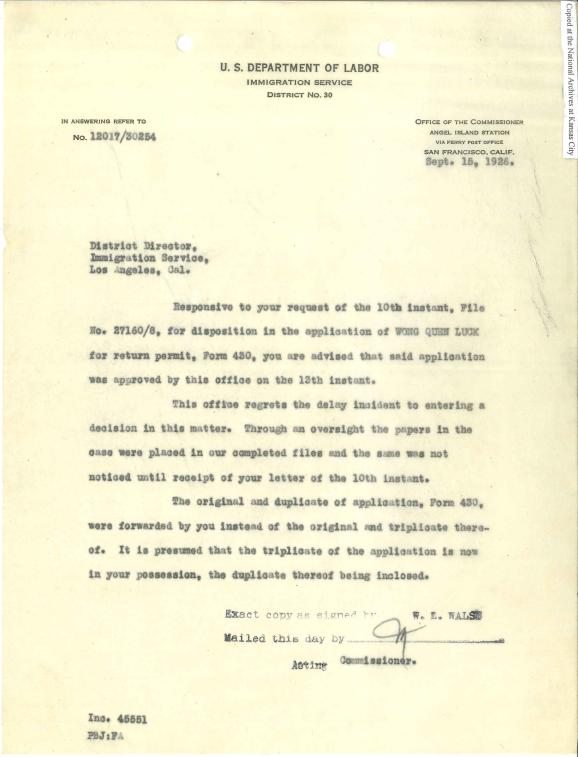 Copied at the National Archives at Kansas City
U. S. DEPARTMENT OF LABOR
IMMIGRATION SERVICE
DISTRICT NO. 30
IN ANSWERING REFER TO
No. 12017/30254
OFFICE OF THE COMMISSIONER
ANGEL ISLAND STATION
VIA FERRY POST OFFICE
SAN FRANCISCO, CALIF.
Sept. 15, 1926.
District Director,
Immigration Service,
Los Angeles, Cal.
Responsive to your request of the 10th instant, File
No. 27160/8, for disposition in the application of WONG QUEN LUCK
for return permit, Form 430, you are advised that said application
was approved by this office on the 13th instant.
This office regrets the delay incident to entering a
decision in this matter. Through an oversight the papers in the
case were placed in our completed files and the same was not
noticed until receipt of your letter of the 10th instant.
The original and duplicate of application, Form 430,
were forwarded by you instead of the original and triplicate there-
of. It is presumed that the triplicate of the application is now
in your possession, the duplicate thereof being inclosed.
Exact copy as signed by W. E. WALSH
Mailed this day by
Acting Commissioner.
Inc. 45551
PBJ:FA